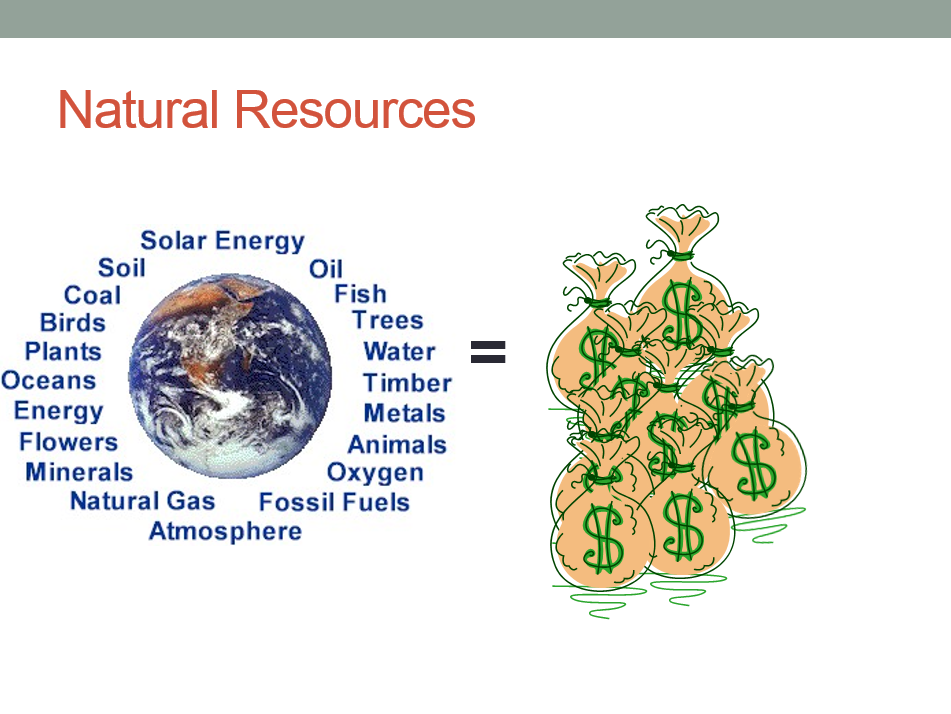 Natural Resources
Solar Energy
Soil
Oil
Coal
Fish
Birds
Trees
Plants
Water
=
Oceans
Timber
Energy
Metals
Flowers
Animals
Minerals
Oxygen
Natural Gas
Fossil Fuels
Atmosphere
$
$
$
$
$
$
$
$